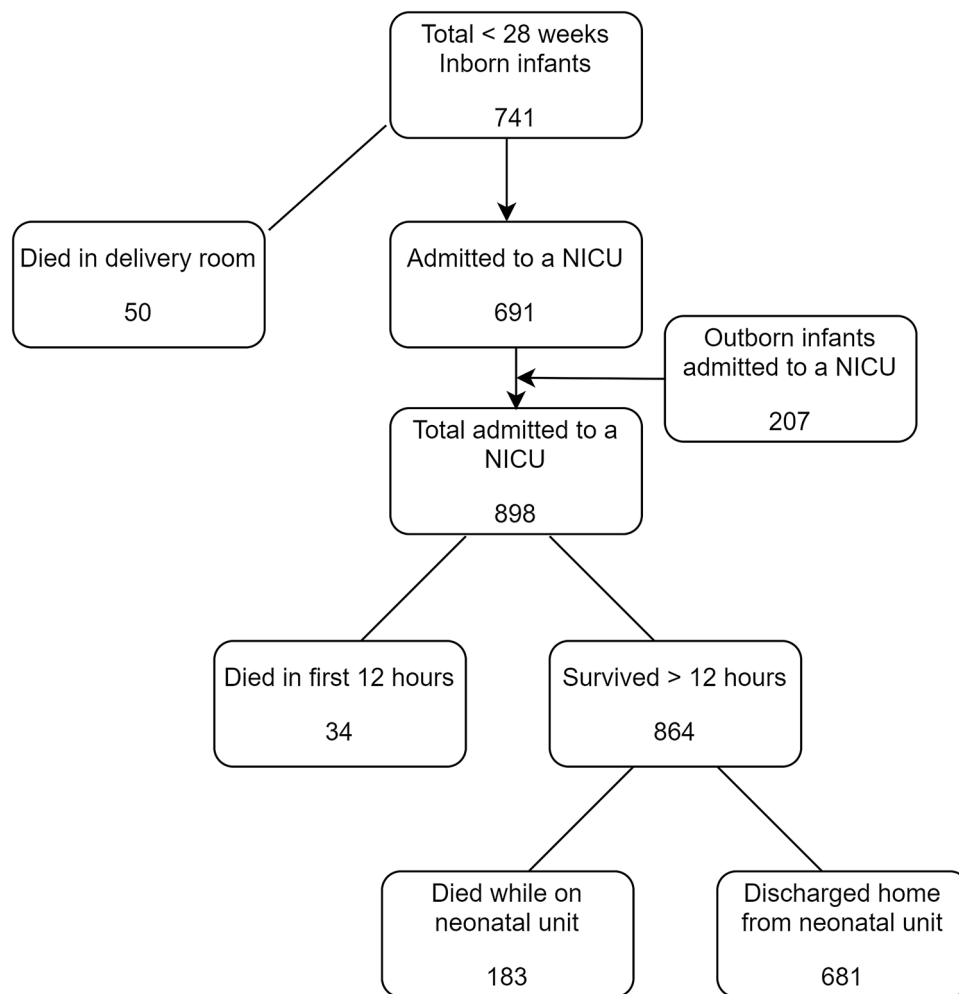 Total < 28 weeks
Inborn infants
741
Died in delivery room
50
Admitted to a NICU
691
Outborn infants
admitted to a NICU
207
Total admitted to a
NICU
898
Died in first 12 hours
34
Survived > 12 hours
864
Died while on
neonatal unit
183
Discharged home
from neonatal unit
681